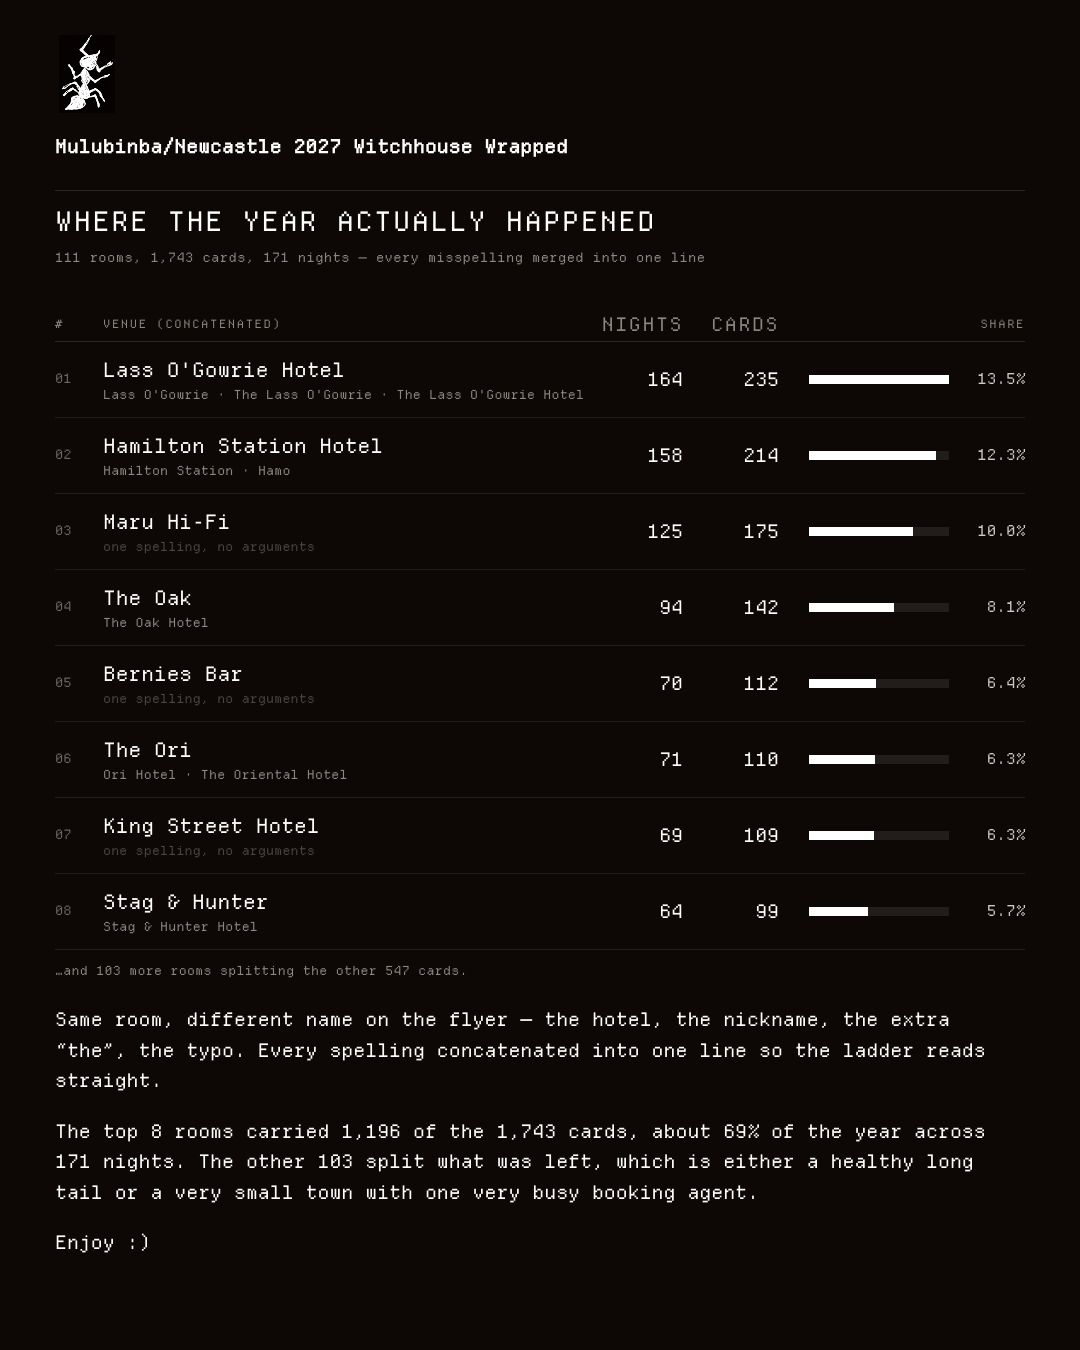 Mulubinba/Newcastle 2027 Witchhouse Wrapped
WHERE THE YEAR ACTUALLY HAPPENED
111 rooms, 1,743 cards, 171 nights — every misspelling merged into one line
# VENUE (CONCATENATED) NIGHTS CARDS SHARE
01 Lass O'Gowrie Hotel 164 235 13.5%
Lass O'Gowrie · The Lass O'Gowrie · The Lass O'Gowrie Hotel
02 Hamilton Station Hotel 158 214 12.3%
Hamilton Station · Hamo
03 Maru Hi-Fi 125 175 10.0%
one spelling, no arguments
04 The Oak 94 142 8.1%
The Oak Hotel
05 Bernies Bar 70 112 6.4%
one spelling, no arguments
06 The Ori 71 110 6.3%
Ori Hotel · The Oriental Hotel
07 King Street Hotel 69 109 6.3%
one spelling, no arguments
08 Stag & Hunter 64 99 5.7%
Stag & Hunter Hotel
…and 103 more rooms splitting the other 547 cards.
Same room, different name on the flyer — the hotel, the nickname, the extra
“the”, the typo. Every spelling concatenated into one line so the ladder reads
straight.
The top 8 rooms carried 1,196 of the 1,743 cards, about 69% of the year across
171 nights. The other 103 split what was left, which is either a healthy long
tail or a very small town with one very busy booking agent.
Enjoy :)